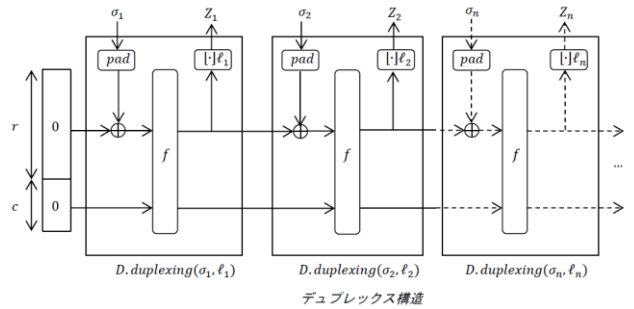 σ₁ Z₁ σ₂ Z₂ σₙ Zₙ
pad ⌊·⌋ℓ₁ pad ⌊·⌋ℓ₂ pad ⌊·⌋ℓₙ
r 0 f f f
...
c 0
D.duplexing(σ₁,ℓ₁) D.duplexing(σ₂,ℓ₂) D.duplexing(σₙ,ℓₙ)
デュプレックス構造